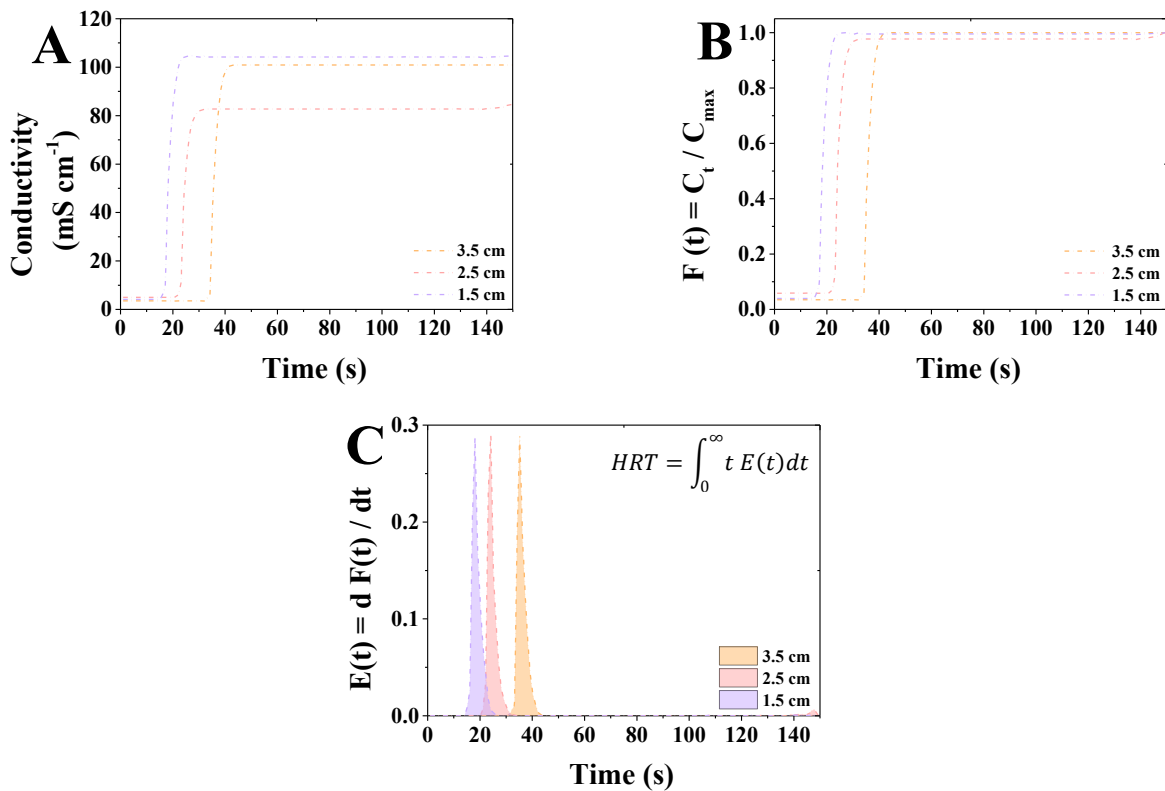 A
Conductivity
(mS cm⁻¹)
120
100
80
60
40
20
0
0 20 40 60 80 100 120 140
Time (s)
3.5 cm
2.5 cm
1.5 cm
B
F (t) = C_t / C_max
1.0
0.8
0.6
0.4
0.2
0.0
0 20 40 60 80 100 120 140
Time (s)
3.5 cm
2.5 cm
1.5 cm
C
E(t) = d F(t) / dt
0.3
0.2
0.1
0.0
0 20 40 60 80 100 120 140
Time (s)
HRT = ∫₀^∞ t E(t)dt
3.5 cm
2.5 cm
1.5 cm